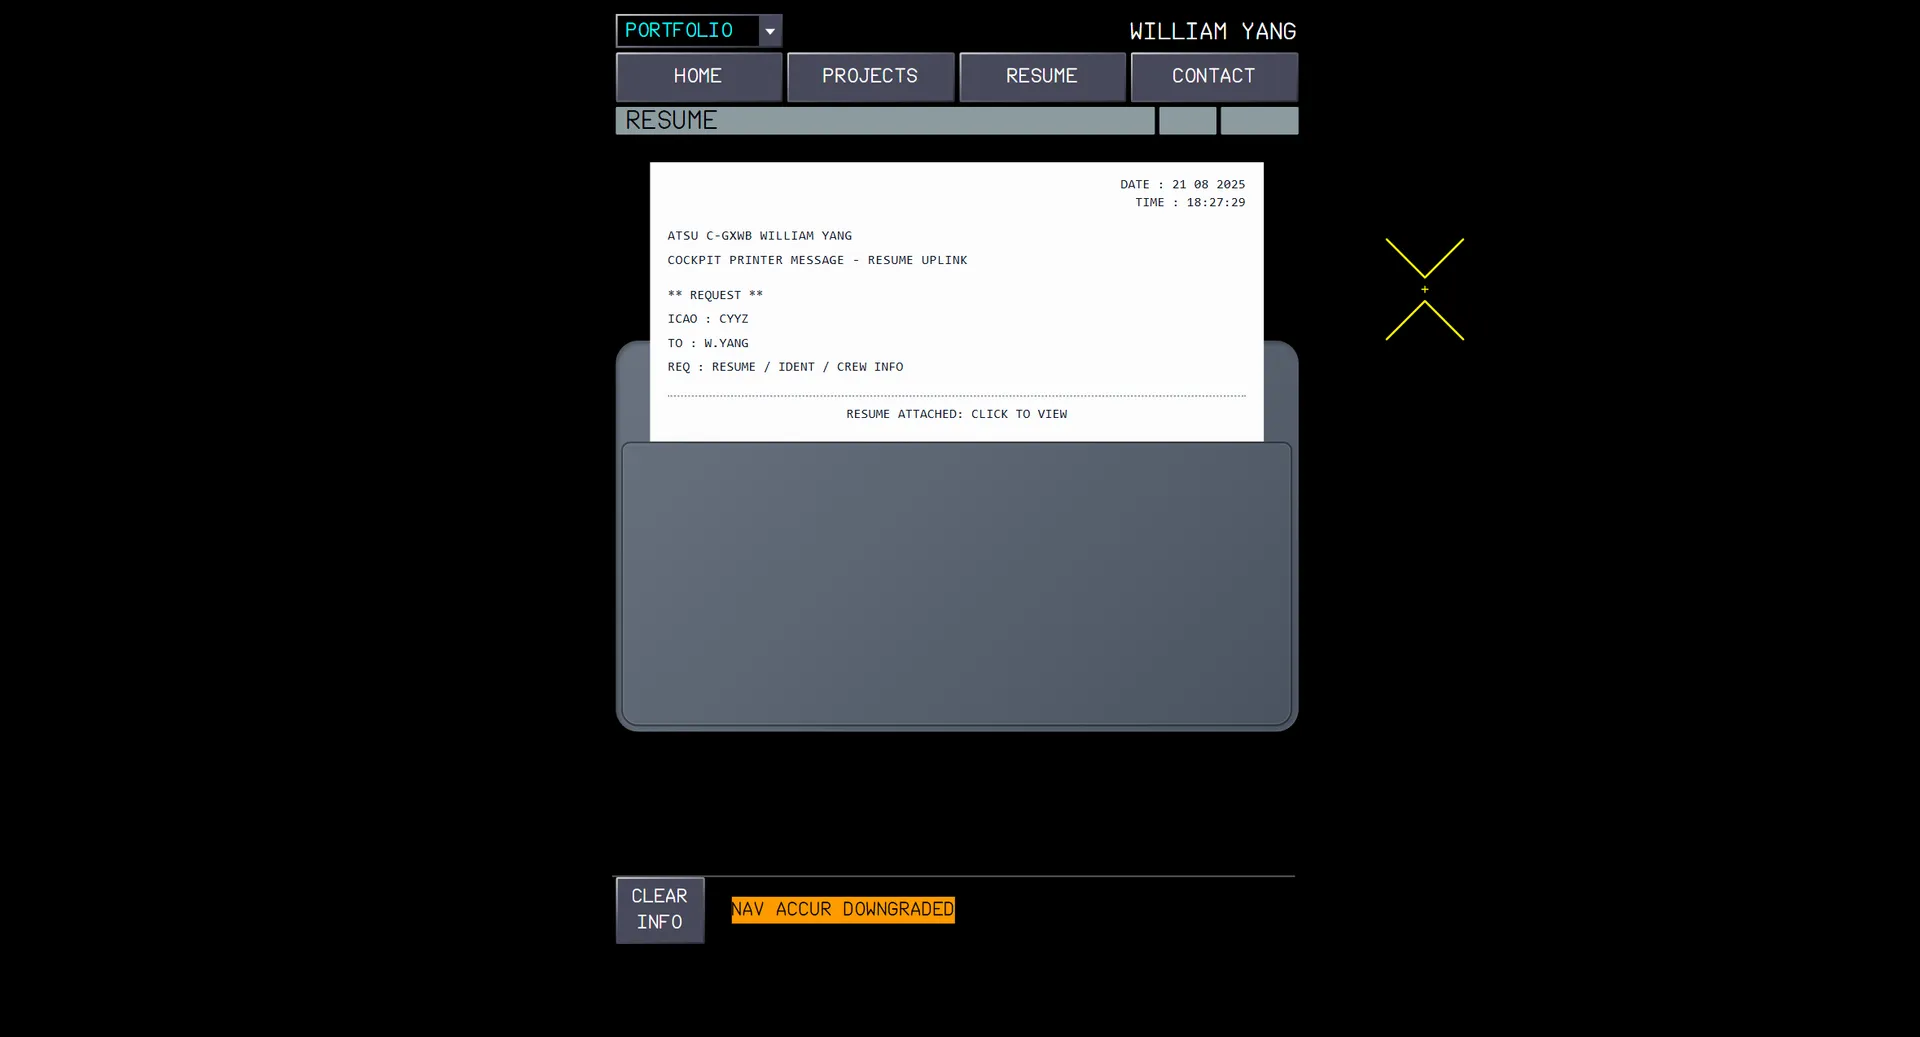 PORTFOLIO
WILLIAM YANG
HOME
PROJECTS
RESUME
CONTACT
RESUME
DATE : 21 08 2025
TIME : 18:27:29
ATSU C-GXWB WILLIAM YANG
COCKPIT PRINTER MESSAGE - RESUME UPLINK
** REQUEST **
ICAO : CYYZ
TO : W.YANG
REQ : RESUME / IDENT / CREW INFO
RESUME ATTACHED: CLICK TO VIEW
CLEAR
INFO
NAV ACCUR DOWNGRADED